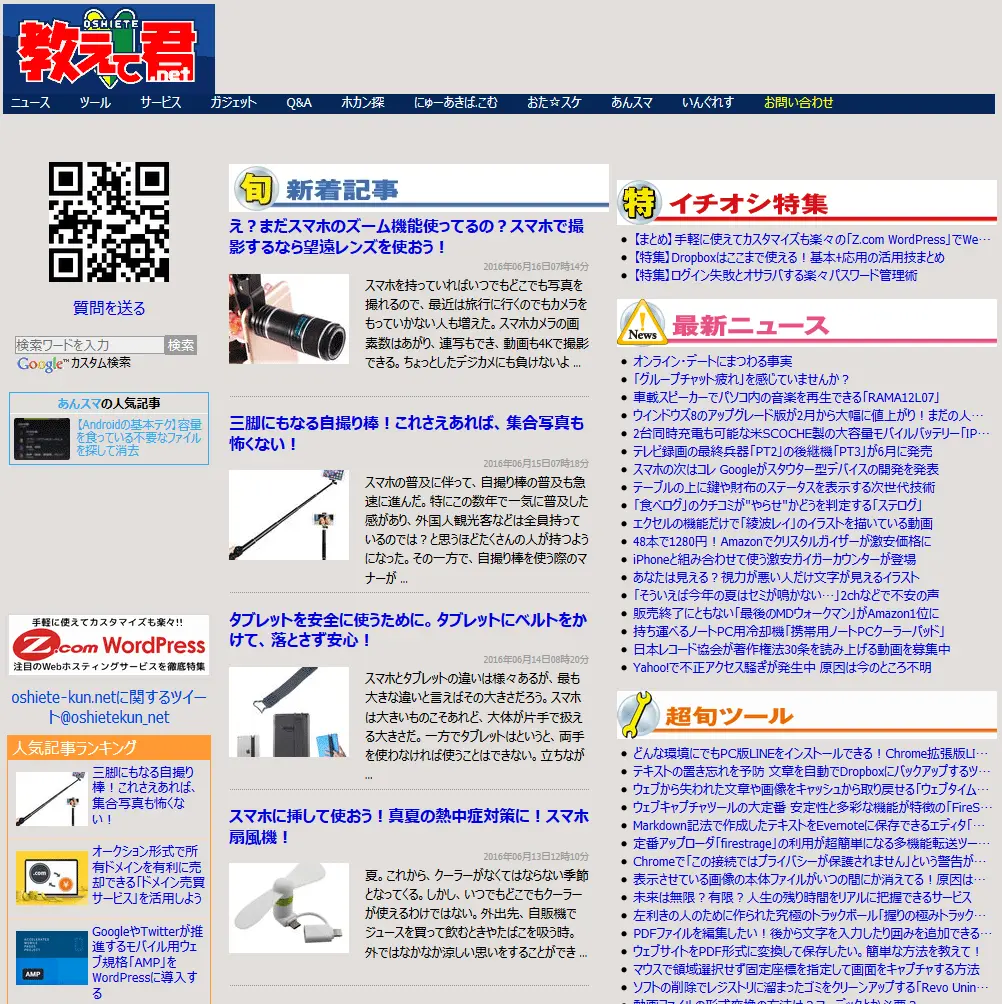 OSHIETE
教えて君.net
ニュース ツール サービス ガジェット Q&A ホカン探 にゅーあきば.こむ おた☆スケ あんスマ いんぐれす お問い合わせ
質問を送る
検索ワードを入力 検索
Google™カスタム検索
あんスマの人気記事
【Androidの基本テク】容量
を食っている不要なファイル
を探して消去
手軽に使えてカスタマイズも楽々!!
Z.com WordPress
注目のWebホスティングサービスを徹底特集
oshiete-kun.netに関するツイー
ト@oshietekun_net
人気記事ランキング
三脚にもなる自撮り
棒！これさえあれば、
集合写真も怖くな
い！
オークション形式で所
有ドメインを有利に売
却できる「ドメイン売買
サービス」を活用しよう
.com
GoogleやTwitterが推
進するモバイル用ウェ
ブ規格「AMP」を
WordPressに導入す
る
ACCELERATED
MOBILE
PAGES
PROJECT
AMP
旬 新着記事
え？まだスマホのズーム機能使ってるの？スマホで撮
影するなら望遠レンズを使おう！
2016年06月16日07時14分
スマホを持っていればいつでもどこでも写真を
撮れるので、最近は旅行に行くのでもカメラを
もっていかない人も増えた。スマホカメラの画
素数はあがり、連写もでき、動画も4Kで撮影
できる。ちょっとしたデジカメにも負けないよ ...
三脚にもなる自撮り棒！これさえあれば、集合写真も
怖くない！
2016年06月15日07時18分
スマホの普及に伴って、自撮り棒の普及も急
速に進んだ。特にこの数年で一気に普及した
感があり、外国人観光客などは全員持って
いるのでは？と思うほどたくさんの人が持つよう
になった。その一方で、自撮り棒を使う際のマ
ナーが ...
タブレットを安全に使うために。タブレットにベルトをか
けて、落とさず安心！
2016年06月14日08時20分
スマホとタブレットの違いは様々あるが、最も
大きな違いと言えばその大きさだろう。スマホ
は大きいものこそあれど、大体が片手で扱え
る大きさだ。一方でタブレットはというと、両手
を使わなければ使うことはできない。立ちなが
...
スマホに挿して使おう！真夏の熱中症対策に！スマホ
扇風機！
2016年06月13日12時10分
夏。これから、クーラーがなくてはならない季節
となってくる。しかし、いつでもどこでもクーラー
が使えるわけではない。外出先、自販機で
ジュースを買って飲むときやたばこを吸う時。
外ではなかなか涼しい思いをすることができ ...
特 イチオシ特集
【まとめ】手軽に使えてカスタマイズも楽々の「Z.com WordPress」でWe…
【特集】Dropboxはここまで使える！基本+応用の活用技まとめ
【特集】ログイン失敗とオサラバする楽々パスワード管理術
News 最新ニュース
オンライン・デートにまつわる事実
「グループチャット疲れ」を感じていませんか？
車載スピーカーでパソコン内の音楽を再生できる「RAMA12L07」
ウインドウズ8のアップグレード版が2月から大幅に値上がり！まだの人…
2台同時充電も可能な米SCOCHE製の大容量モバイルバッテリー「IP…
テレビ録画の最終兵器「PT2」の後継機「PT3」が6月に発売
スマホの次はコレ Googleがスタウター型デバイスの開発を発表
テーブルの上に鍵や財布のステータスを表示する次世代技術
「食べログ」のクチコミが"やらせ"かどうを判定する「ステログ」
エクセルの機能だけで「綾波レイ」のイラストを描いている動画
48本で1280円！Amazonでクリスタルガイザーが激安価格に
iPhoneと組み合わせて使う激安ガイガーカウンターが登場
あなたは見える？視力が悪い人だけ文字が見えるイラスト
「そういえば今年の夏はセミが鳴かない…」2chなどで不安の声
販売終了にともない「最後のMDウォークマン」がAmazon1位に
持ち運べるノートPC用冷却機「携帯用ノートPCクーラーパッド」
日本レコード協会が著作権法30条を読み上げる動画を募集中
Yahoo!で不正アクセス騒ぎが発生中 原因は今のところ不明
超旬ツール
どんな環境にでもPC版LINEをインストールできる！Chrome拡張版LI…
テキストの置き忘れを予防 文章を自動でDropboxにバックアップするツ…
ウェブから失われた文章や画像をキャッシュから取り戻せる「ウェブタイム…
ウェブキャプチャツールの大定番 安定性と多彩な機能が特徴の「FireS…
Markdown記法で作成したテキストをEvernoteに保存できるエディタ「…
定番アップローダ「firestrage」の利用が超簡単になる多機能転送ツー…
Chromeで「この接続ではプライバシーが保護されません」という警告が…
表示させている画像の本体ファイルがいつの間にか消えてる！原因は…
未来は無限？有限？人生の残り時間をリアルに把握できるサービス
左利きの人のために作られた究極のトラックボール「握りの極みトラック…
PDFファイルを編集したい！後から文字を入力したり囲みを追加できる…
ウェブサイトをPDF形式に変換して保存したい。簡単な方法を教えて！
マウスで領域選択せず固定座標を指定して画面をキャプチャする方法
ソフトの削除でレジストリに溜まったゴミをクリーンアップする「Revo Unin…